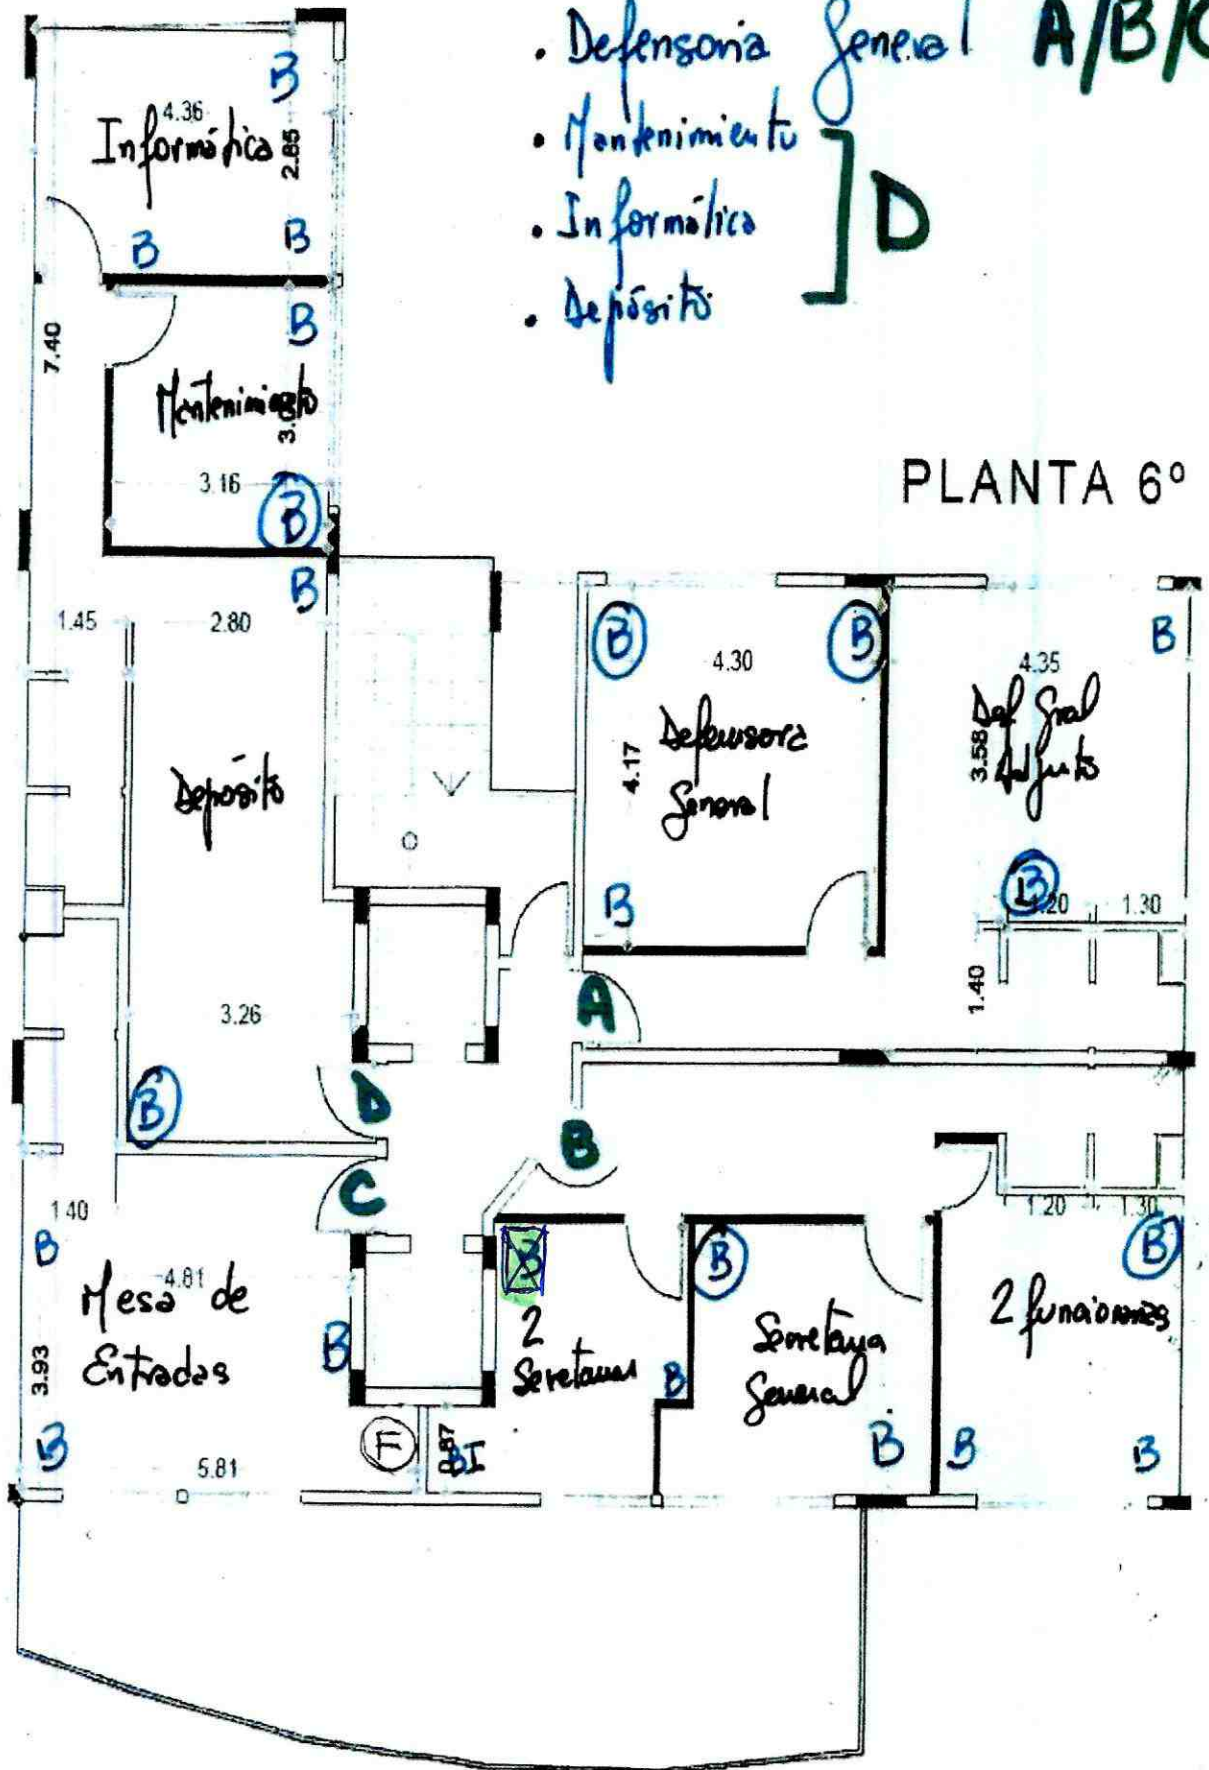 . Defensoria General A/B/C
. Mantenimiento
. Informática
. Depósito
] D
B
4.36
Informática
2.85
B B
B
7.40
Mantenimiento
3.16
B
PLANTA 6º
B
1.45 2.80
B B B
4.30 4.35
Defensora
General
4.17
Def Gral
Adjunto
3.58
Depósito
B
1.20 1.30
B
1.40
A
3.26
D
B
B
C
1.40
1.20 1.30
B
B
B
B
4.81
Mesa de
Entradas
2
Secretarias
Secretaria
General
2 funcionarios
B
B
3.93
B
F
0.87
BI
B
B
B
5.81